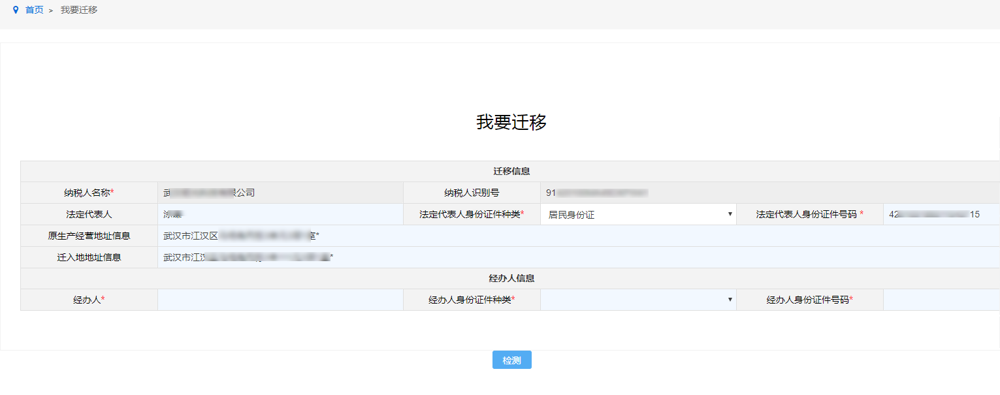 首页 > 我要迁移
我要迁移
迁移信息
纳税人名称* 武 限公司 纳税人识别号 91
法定代表人 涂 法定代表人身份证件种类* 居民身份证 法定代表人身份证件号码 * 42 15
原生产经营地址信息 武汉市江汉区 室*
迁入地地址信息 武汉市江汉 *
经办人信息
经办人* 经办人身份证件种类* 经办人身份证件号码*
检测